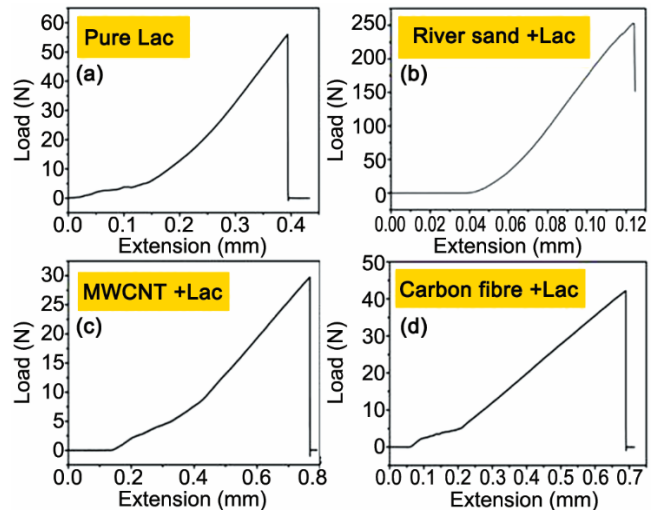 60
50
40
30
20
10
0
Load (N)
Pure Lac
(a)
0.0 0.1 0.2 0.3 0.4
Extension (mm)
250
200
150
100
50
0
Load (N)
River sand +Lac
(b)
0.00 0.02 0.04 0.06 0.08 0.10 0.12
Extension (mm)
30
25
20
15
10
5
0
Load (N)
MWCNT +Lac
(c)
0.0 0.2 0.4 0.6 0.8
Extension (mm)
50
40
30
20
10
0
Load (N)
Carbon fibre +Lac
(d)
0.0 0.1 0.2 0.3 0.4 0.5 0.6 0.7
Extension (mm)